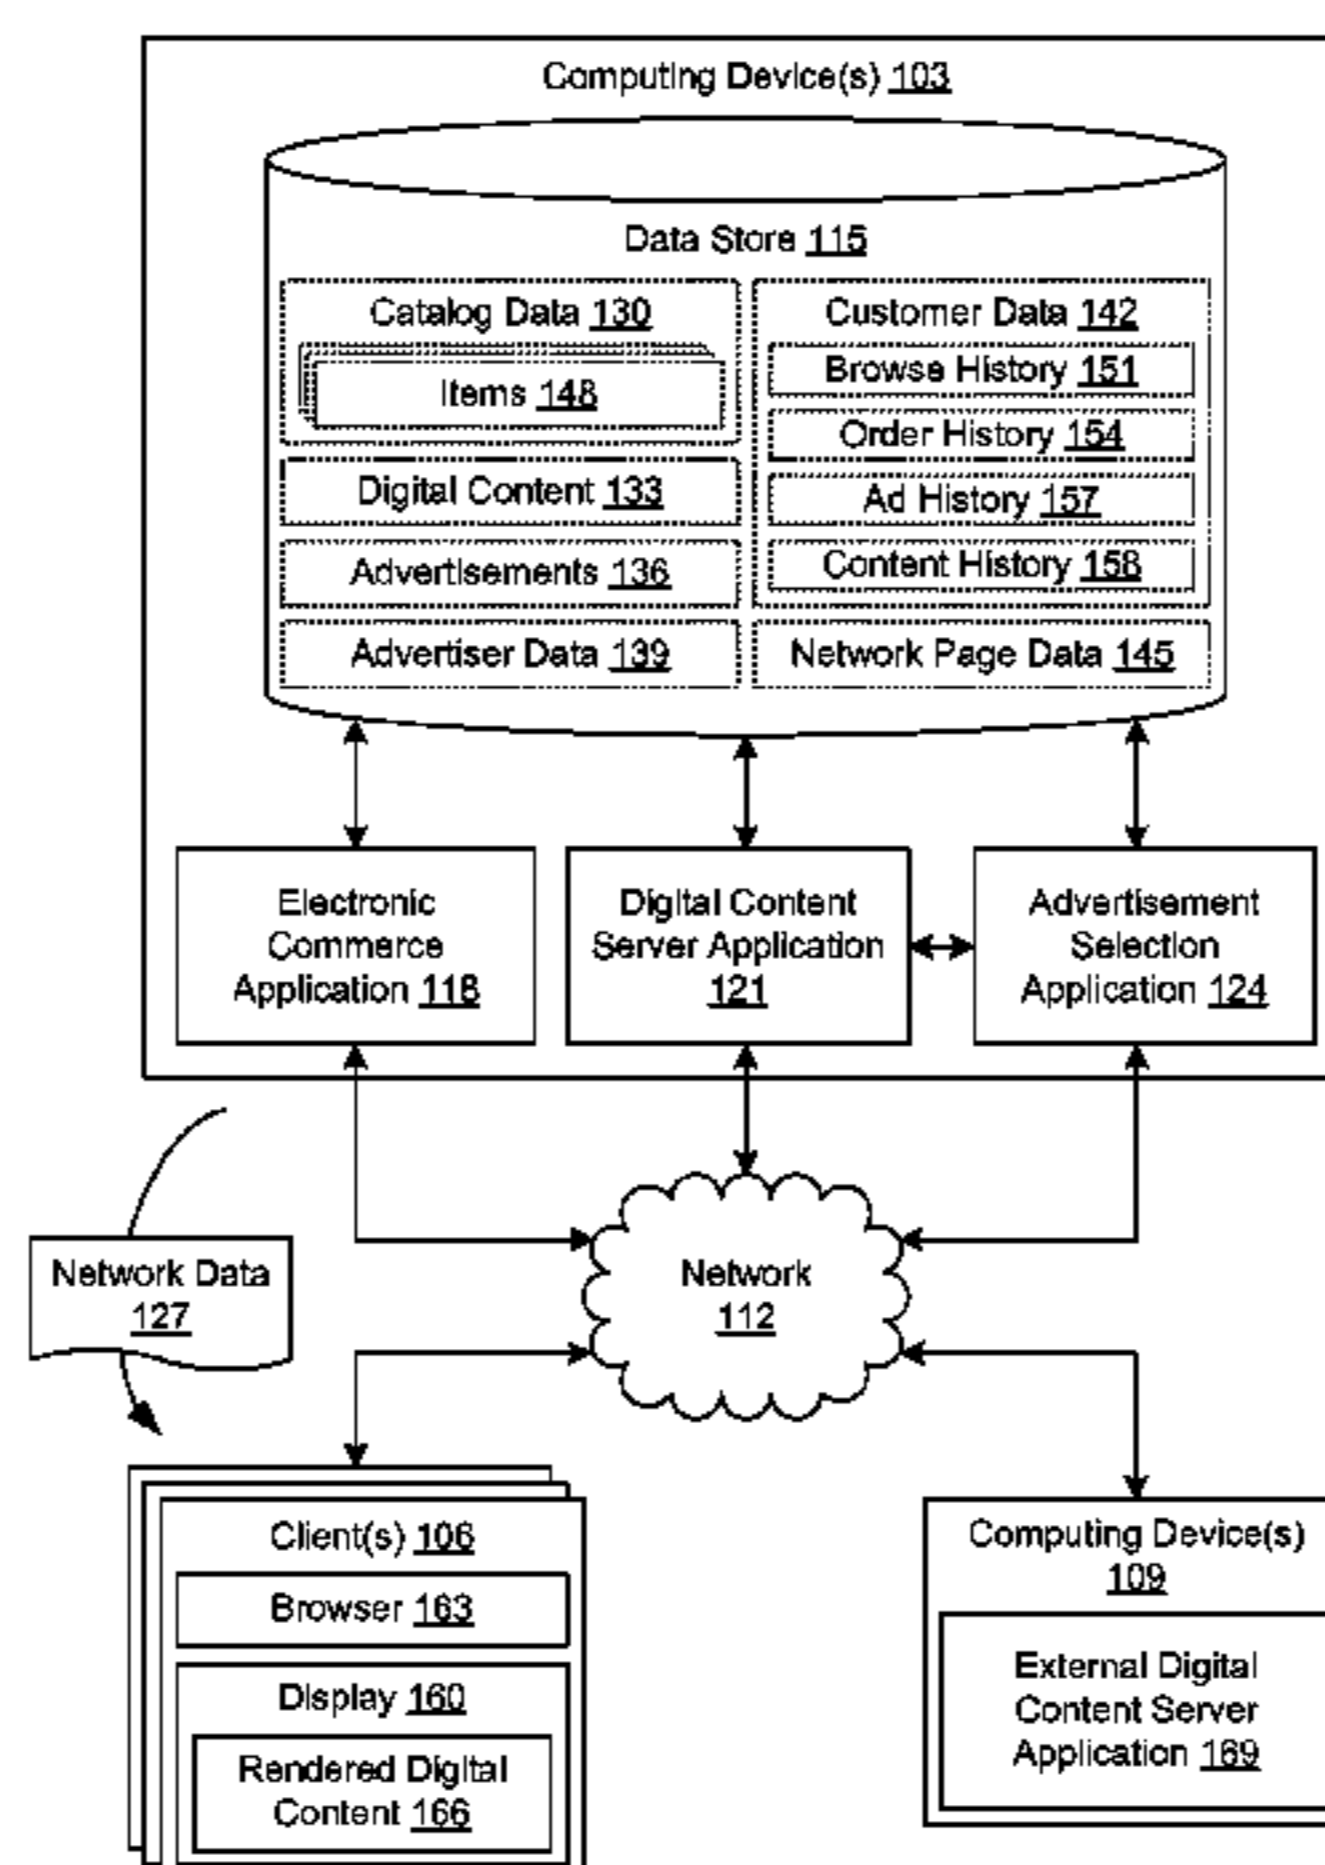 Computing Device(s) 103
Data Store 115
Catalog Data 130
Items 148
Digital Content 133
Advertisements 136
Advertiser Data 139
Customer Data 142
Browse History 151
Order History 154
Ad History 157
Content History 158
Network Page Data 145
Electronic
Commerce
Application 118
Digital Content
Server Application
121
Advertisement
Selection
Application 124
Network Data
127
Network
112
Client(s) 106
Browser 163
Display 160
Rendered Digital
Content 166
Computing Device(s)
109
External Digital
Content Server
Application 169